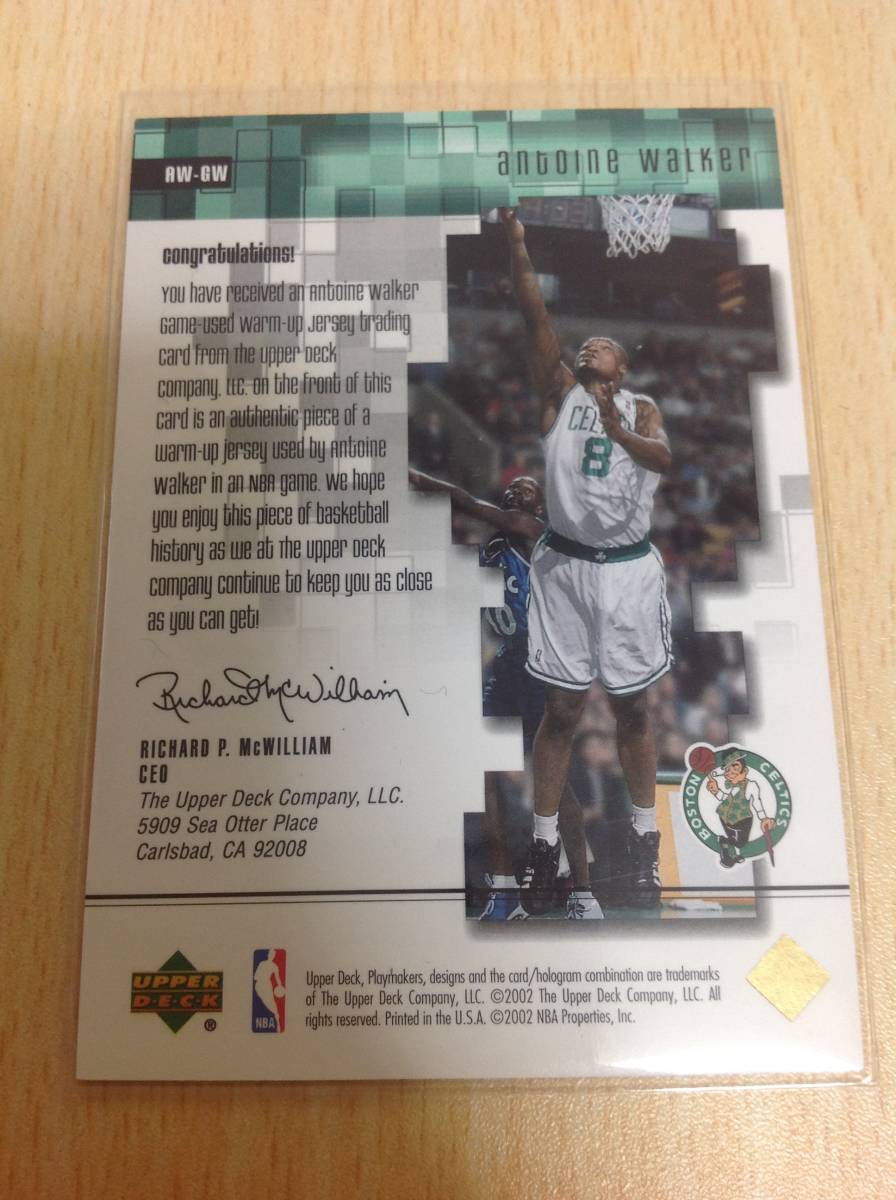 AW-GW
antoine walker
congratulations!
You have received an Antoine Walker
Game-used warm-up Jersey trading
card from The Upper Deck
company, LLC. On the front of this
card is an authentic piece of a
warm-up jersey used by Antoine
Walker in an NBA game. We hope
you enjoy this piece of basketball
history as we at The Upper Deck
company continue to keep you as close
as you can get!
Richard McWilliam
RICHARD P. McWILLIAM
CEO
The Upper Deck Company, LLC.
5909 Sea Otter Place
Carlsbad, CA 92008
CEL
8
BOSTON CELTICS
UPPER
D·E·C·K
®
NBA
Upper Deck, Playmakers, designs and the card/hologram combination are trademarks
of The Upper Deck Company, LLC. ©2002 The Upper Deck Company, LLC. All
rights reserved. Printed in the U.S.A. ©2002 NBA Properties, Inc.